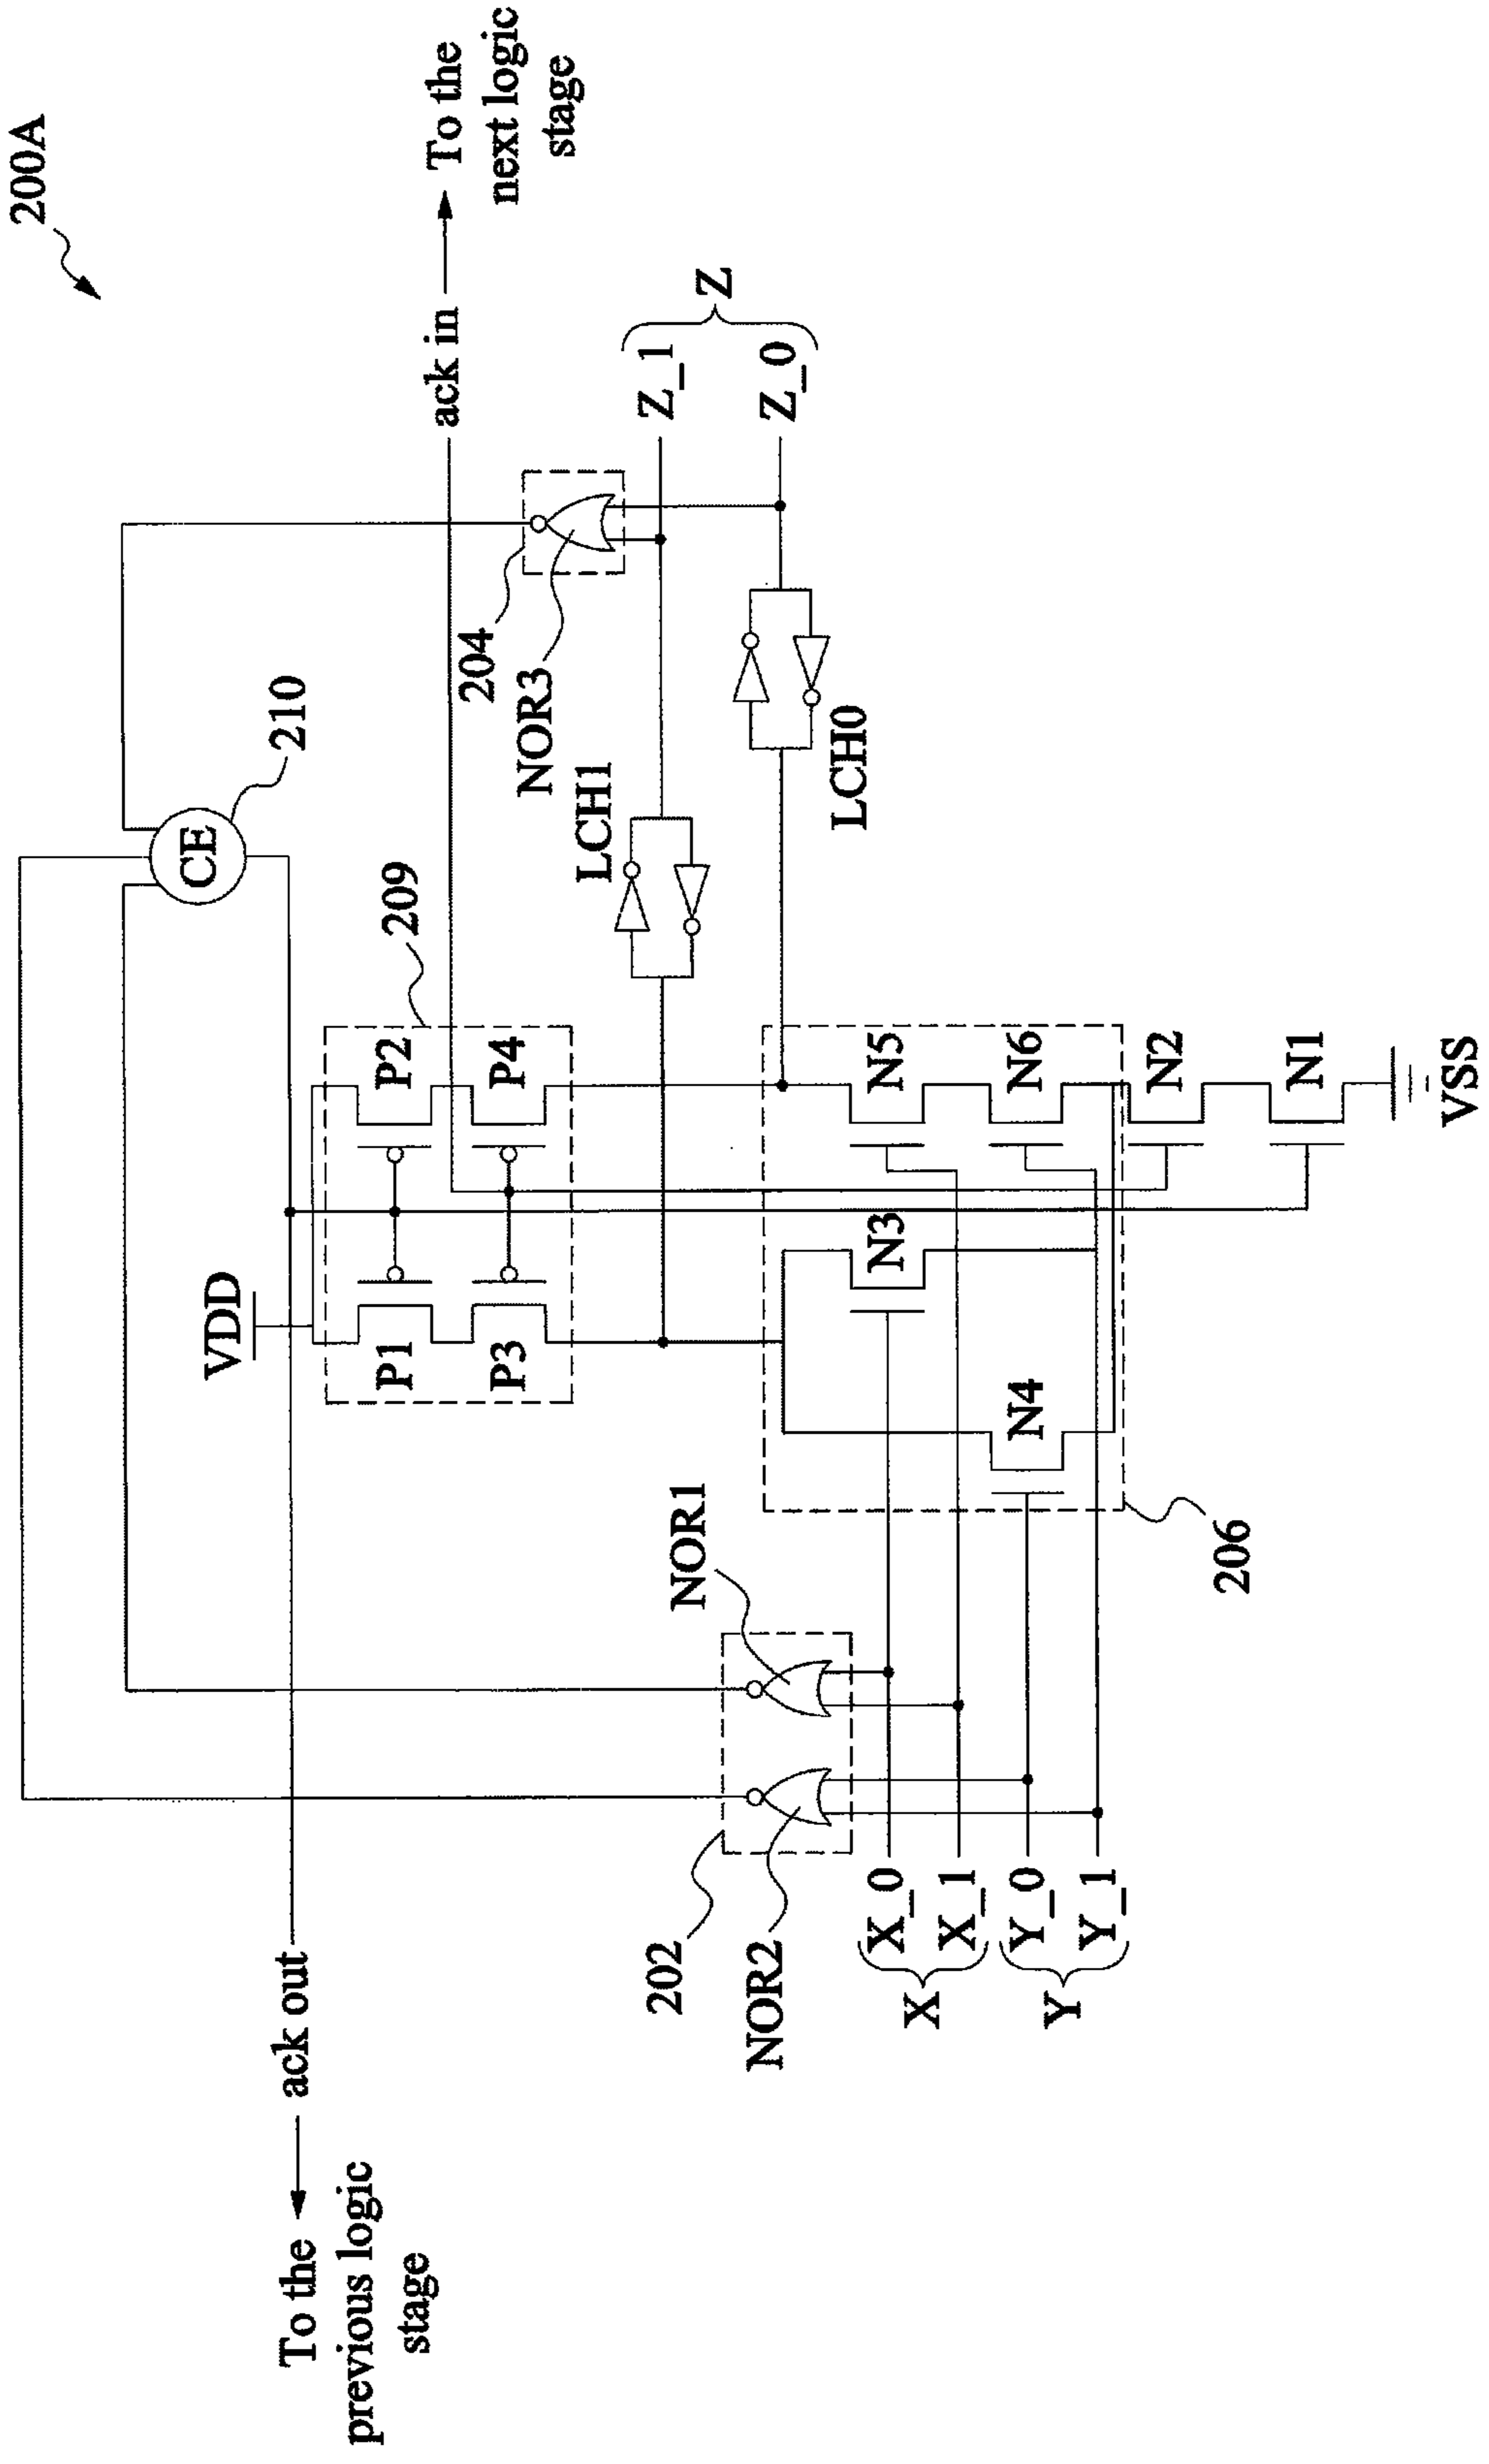 200A
To the
next logic
stage
ack in
Z_1
Z_0
Z
204
NOR3
210
CE
LCH1
LCH0
209
P2
P4
P1
P3
VDD
N5
N6
N2
N1
VSS
N3
N4
206
NOR1
202
NOR2
X_0
X_1
Y_0
Y_1
X
Y
ack out
To the
previous logic
stage